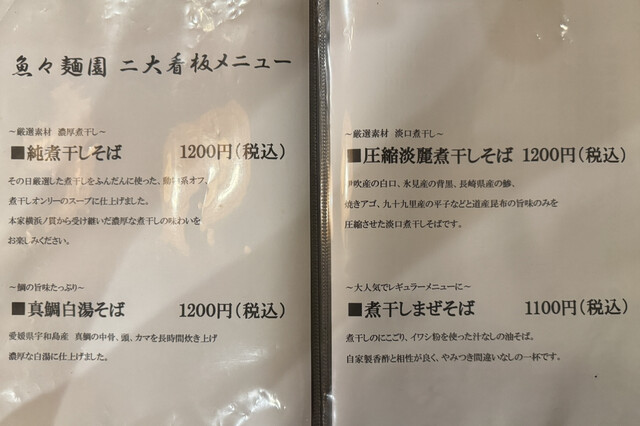 魚々麺園 二大看板メニュー
～厳選素材 濃厚煮干し～
■純煮干しそば 1200円(税込)
その日厳選した煮干しをふんだんに使った、動物系オフ、
煮干しオンリーのスープに仕上げました。
本家横浜ノ貫から受け継いだ濃厚な煮干しの味わいを
お楽しみください。
～鯛の旨味たっぷり～
■真鯛白湯そば 1200円(税込)
愛媛県宇和島産 真鯛の中骨、頭、カマを長時間炊き上げ
濃厚な白湯に仕上げました。
～厳選素材 淡口煮干し～
■圧縮淡麗煮干しそば 1200円(税込)
伊吹産の白口、氷見産の背黒、長崎県産の鯵、
焼きアゴ、九十九里産の平子などと道産昆布の旨味のみを
圧縮させた淡口煮干しそばです。
～大人気でレギュラーメニューに～
■煮干しまぜそば 1100円(税込)
煮干しのにこごり、イワシ粉を使った汁なしの油そば。
自家製香酢と相性が良く、やみつき間違いなしの一杯です。